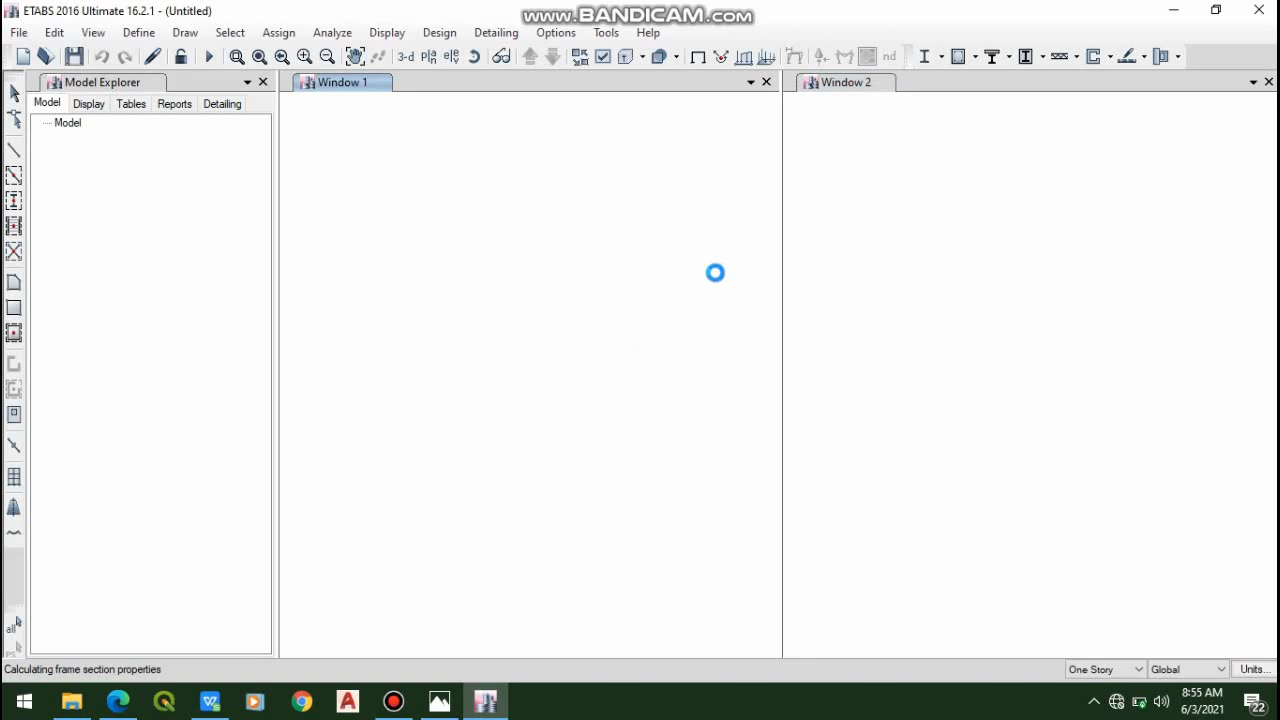 ETABS 2016 Ultimate 16.2.1 - (Untitled)
www.BANDICAM.com
File Edit View Define Draw Select Assign Analyze Display Design Detailing Options Tools Help
3-d nd
Model Explorer
Window 1
Window 2
Model Display Tables Reports Detailing
Model
all
ps
Calculating frame section properties
One Story
Global
Units...
8:55 AM
6/3/2021
22